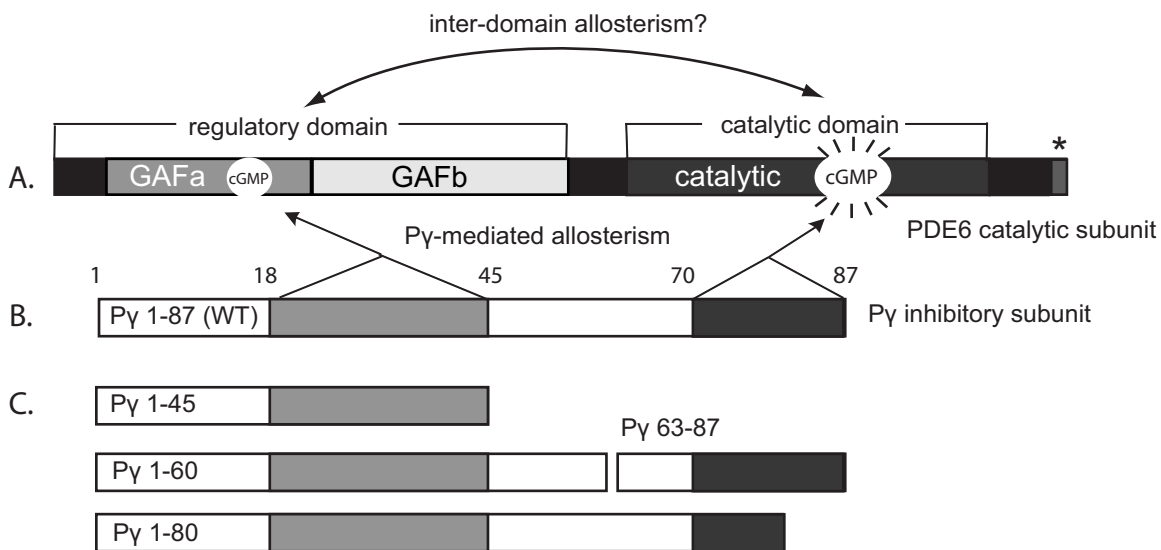 inter-domain allosterism?
regulatory domain
catalytic domain
*
A.
GAFa
cGMP
GAFb
catalytic
cGMP
Pγ-mediated allosterism
PDE6 catalytic subunit
1
18
45
70
87
B.
Pγ 1-87 (WT)
Pγ inhibitory subunit
C.
Pγ 1-45
Pγ 63-87
Pγ 1-60
Pγ 1-80